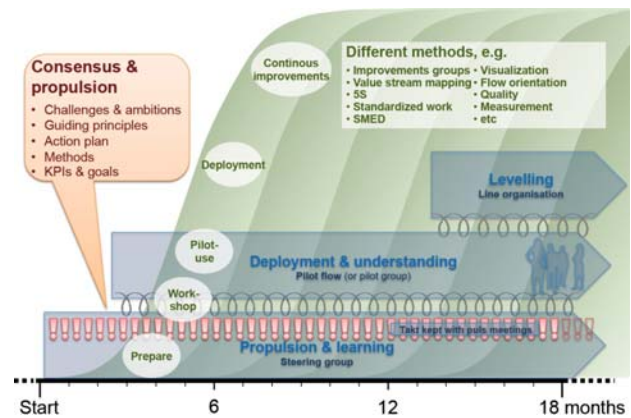 Consensus &
propulsion
• Challenges & ambitions
• Guiding principles
• Action plan
• Methods
• KPIs & goals
Continous
improvements
Different methods, e.g.
• Improvements groups
• Value stream mapping
• 5S
• Standardized work
• SMED
• Visualization
• Flow orientation
• Quality
• Measurement
• etc
Deployment
Levelling
Line organisation
Pilot-
use
Deployment & understanding
Pilot flow (or pilot group)
Work-
shop
Takt kept with puls meetings
Prepare
Propulsion & learning
Steering group
Start 6 12 18 months